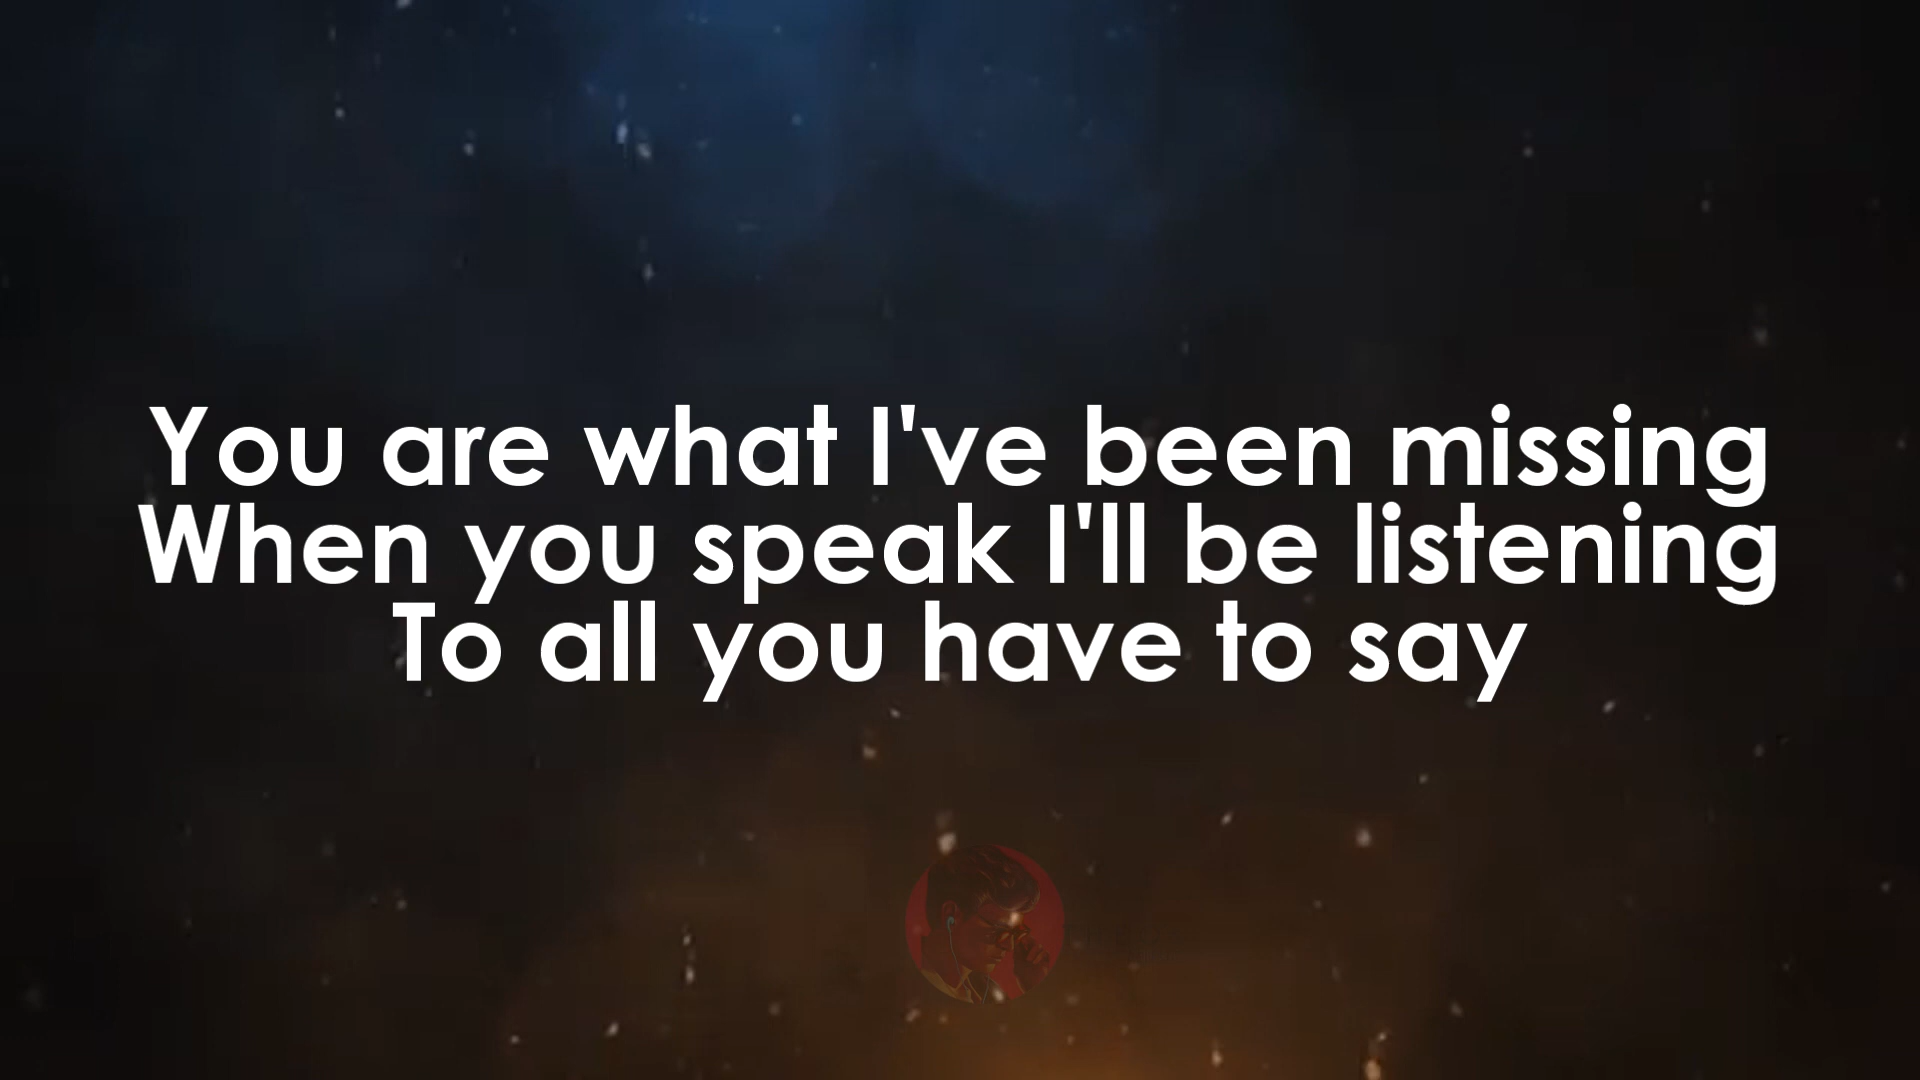 You are what I've been missing
When you speak I'll be listening
To all you have to say